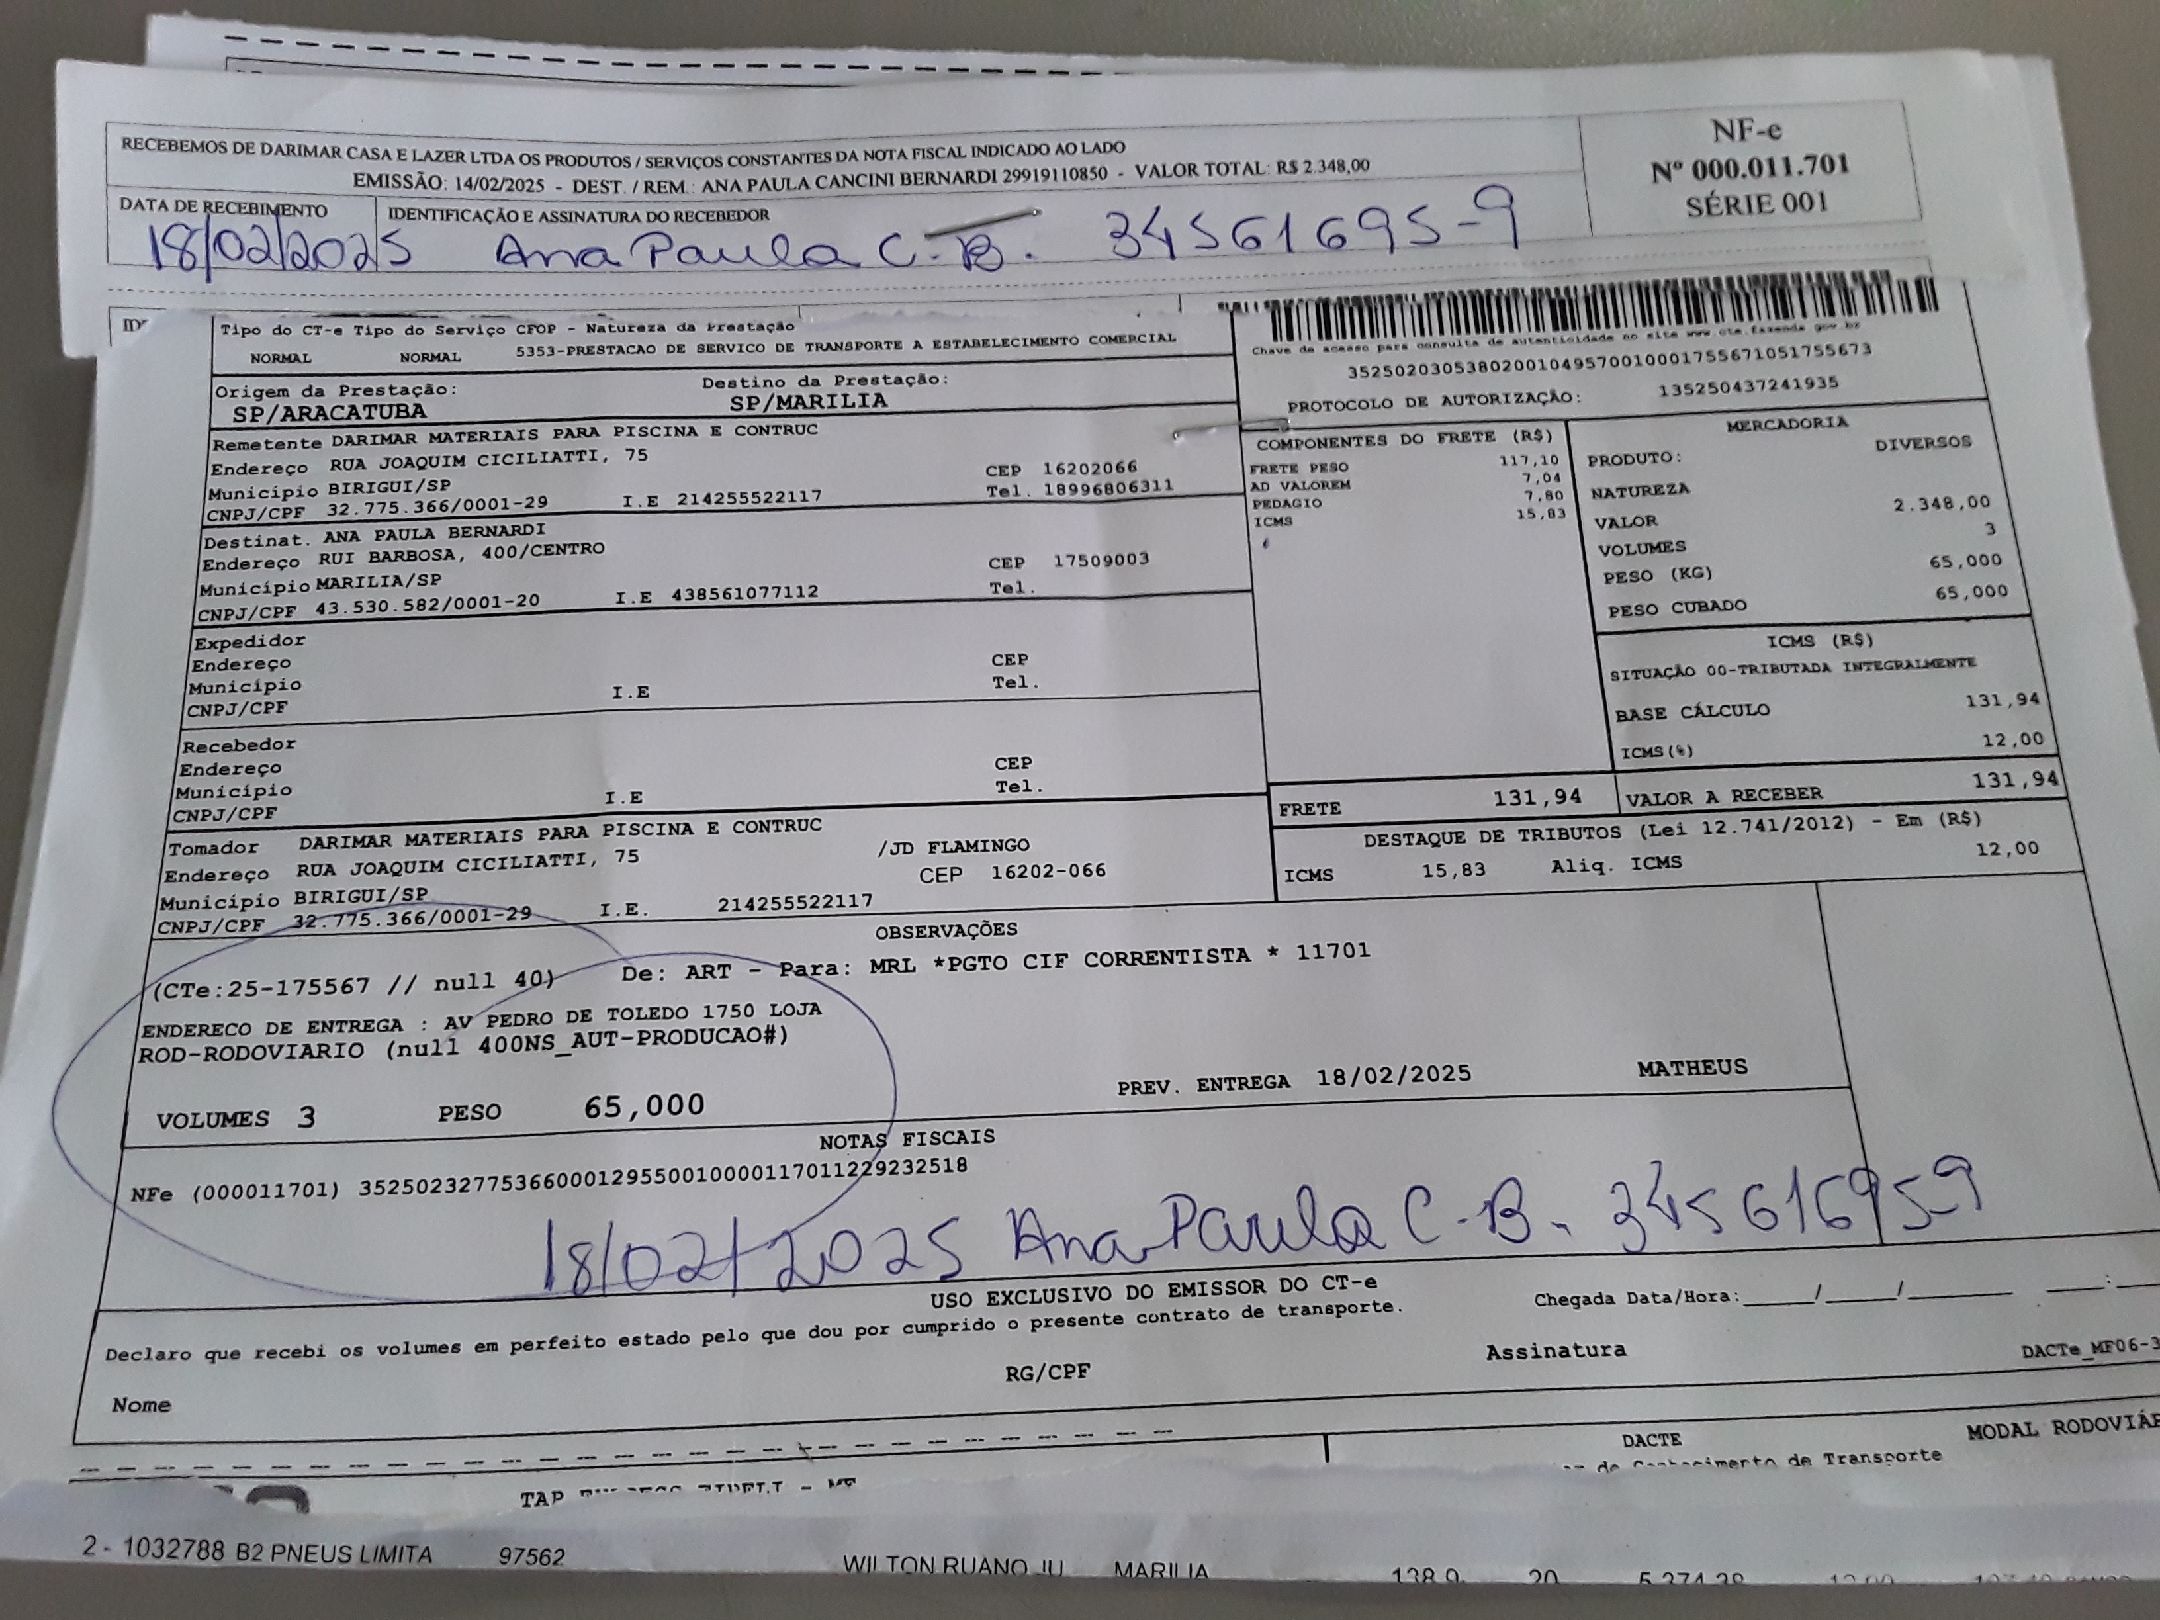 RECEBEMOS DE DARIMAR CASA E LAZER LTDA OS PRODUTOS / SERVIÇOS CONSTANTES DA NOTA FISCAL INDICADO AO LADO
EMISSÃO: 14/02/2025 - DEST. / REM.: ANA PAULA CANCINI BERNARDI 29919110850 - VALOR TOTAL: R$ 2.348,00
NF-e
Nº 000.011.701
SÉRIE 001
DATA DE RECEBIMENTO
IDENTIFICAÇÃO E ASSINATURA DO RECEBEDOR
18/02/2025 Ana Paula C. B. 34561695-9
Tipo do CT-e Tipo do Serviço CFOP - Natureza da Prestação
NORMAL NORMAL 5353-PRESTACAO DE SERVICO DE TRANSPORTE A ESTABELECIMENTO COMERCIAL
Origem da Prestação: Destino da Prestação:
SP/ARACATUBA SP/MARILIA
Chave de acesso para consulta de autenticidade no site www.cte.fazenda.gov.br
35250203053802001049570010001755671051755673
PROTOCOLO DE AUTORIZAÇÃO: 135250437241935
Remetente DARIMAR MATERIAIS PARA PISCINA E CONTRUC
Endereço RUA JOAQUIM CICILIATTI, 75 CEP 16202066
Município BIRIGUI/SP Tel. 18996806311
CNPJ/CPF 32.775.366/0001-29 I.E 214255522117
Destinat. ANA PAULA BERNARDI
Endereço RUI BARBOSA, 400/CENTRO CEP 17509003
Município MARILIA/SP Tel.
CNPJ/CPF 43.530.582/0001-20 I.E 438561077112
Expedidor
Endereço CEP
Município I.E Tel.
CNPJ/CPF
Recebedor
Endereço CEP
Município I.E Tel.
CNPJ/CPF
Tomador DARIMAR MATERIAIS PARA PISCINA E CONTRUC
Endereço RUA JOAQUIM CICILIATTI, 75 /JD FLAMINGO
Município BIRIGUI/SP CEP 16202-066
CNPJ/CPF 32.775.366/0001-29 I.E. 214255522117
COMPONENTES DO FRETE (R$)
FRETE PESO 117,10
AD VALOREM 7,04
PEDAGIO 7,80
ICMS 15,83
MERCADORIA
PRODUTO: DIVERSOS
NATUREZA
VALOR 2.348,00
VOLUMES 3
PESO (KG) 65,000
PESO CUBADO 65,000
ICMS (R$)
SITUAÇÃO 00-TRIBUTADA INTEGRALMENTE
BASE CÁLCULO 131,94
ICMS(%) 12,00
FRETE 131,94 VALOR A RECEBER 131,94
DESTAQUE DE TRIBUTOS (Lei 12.741/2012) - Em (R$)
ICMS 15,83 Aliq. ICMS 12,00
OBSERVAÇÕES
(CTe:25-175567 // null 40) De: ART - Para: MRL *PGTO CIF CORRENTISTA * 11701
ENDERECO DE ENTREGA : AV PEDRO DE TOLEDO 1750 LOJA
ROD-RODOVIARIO (null 400NS_AUT-PRODUCAO#)
VOLUMES 3 PESO 65,000 PREV. ENTREGA 18/02/2025 MATHEUS
NOTAS FISCAIS
NFe (000011701) 35250232775366000129550010000117011229232518
18/02/2025 Ana Paula C. B. 34561695-9
USO EXCLUSIVO DO EMISSOR DO CT-e
Declaro que recebi os volumes em perfeito estado pelo que dou por cumprido o presente contrato de transporte.
Chegada Data/Hora:_____/_____/________ ____:
Nome RG/CPF Assinatura
DACTe_MF06-3
DACTE MODAL RODOVIÁR
de Conhecimento de Transporte
TAP
2 - 1032788 B2 PNEUS LIMITA 97562 WILTON RUANO JU MARILIA